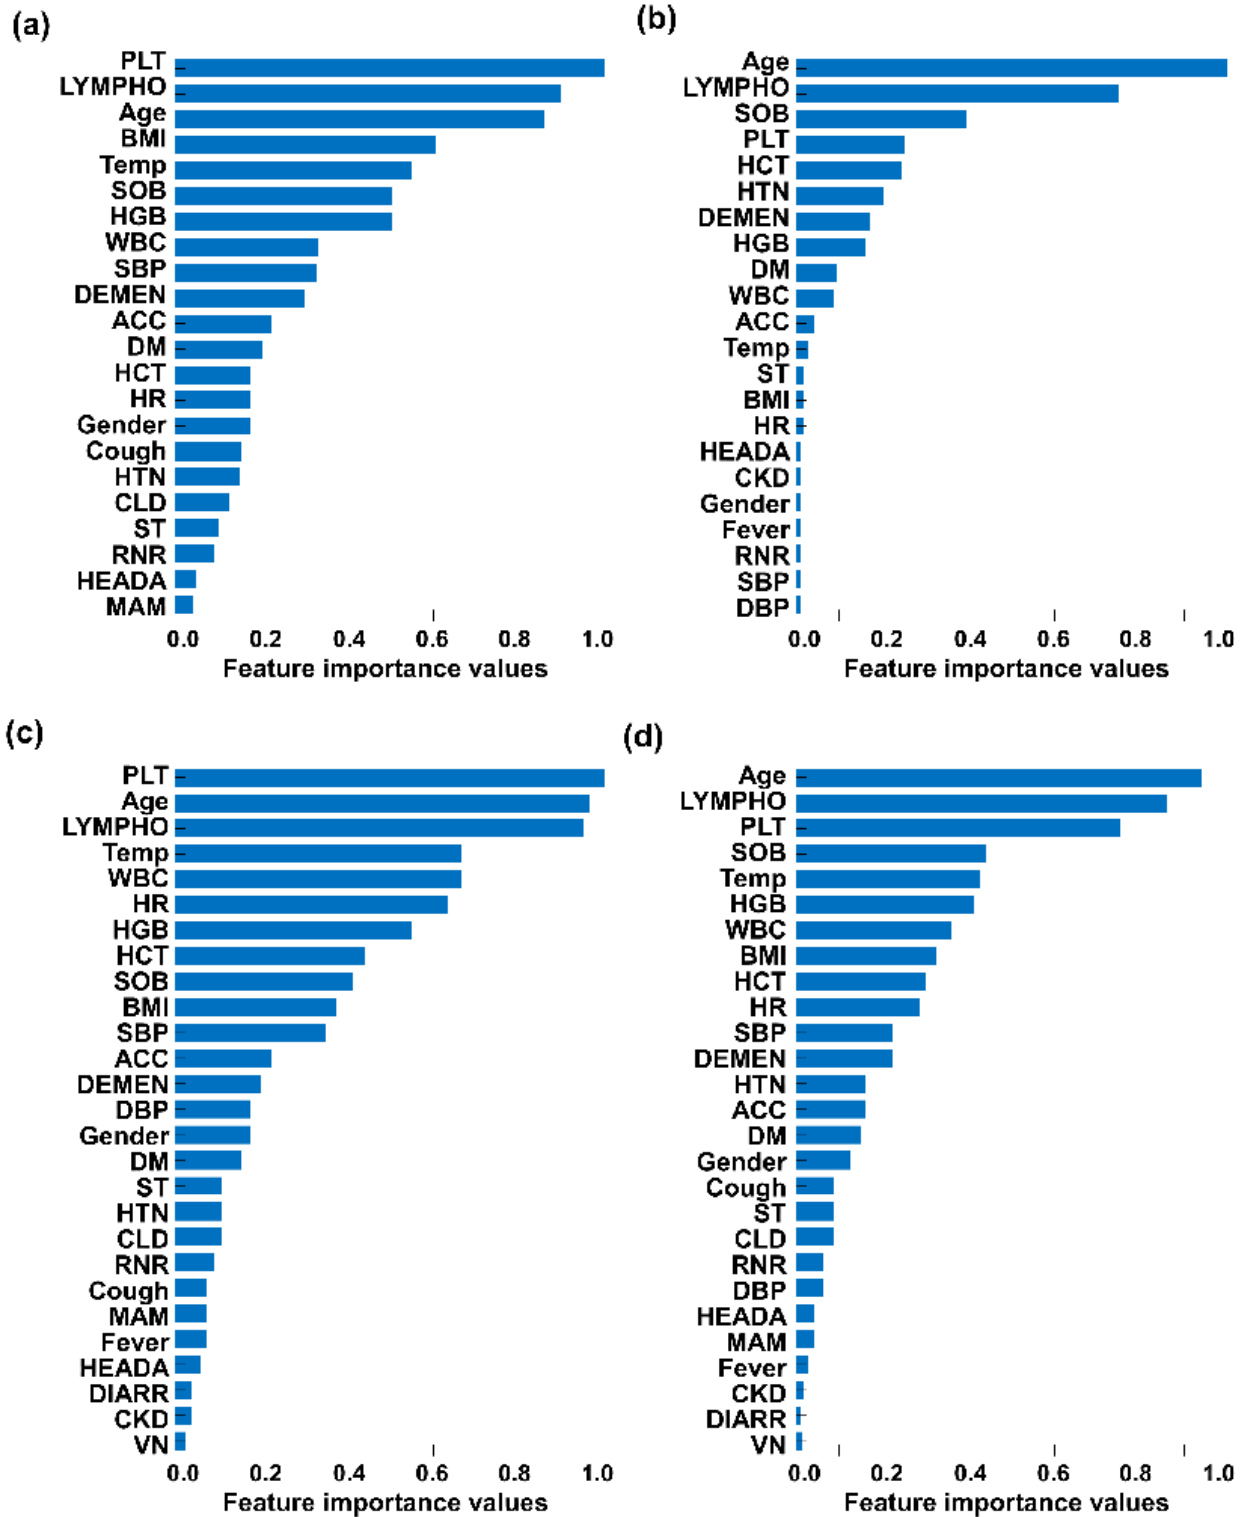 (a)
PLT
LYMPHO
Age
BMI
Temp
SOB
HGB
WBC
SBP
DEMEN
ACC
DM
HCT
HR
Gender
Cough
HTN
CLD
ST
RNR
HEADA
MAM
0.0 0.2 0.4 0.6 0.8 1.0
Feature importance values
(b)
Age
LYMPHO
SOB
PLT
HCT
HTN
DEMEN
HGB
DM
WBC
ACC
Temp
ST
BMI
HR
HEADA
CKD
Gender
Fever
RNR
SBP
DBP
0.0 0.2 0.4 0.6 0.8 1.0
Feature importance values
(c)
PLT
Age
LYMPHO
Temp
WBC
HR
HGB
HCT
SOB
BMI
SBP
ACC
DEMEN
DBP
Gender
DM
ST
HTN
CLD
RNR
Cough
MAM
Fever
HEADA
DIARR
CKD
VN
0.0 0.2 0.4 0.6 0.8 1.0
Feature importance values
(d)
Age
LYMPHO
PLT
SOB
Temp
HGB
WBC
BMI
HCT
HR
SBP
DEMEN
HTN
ACC
DM
Gender
Cough
ST
CLD
RNR
DBP
HEADA
MAM
Fever
CKD
DIARR
VN
0.0 0.2 0.4 0.6 0.8 1.0
Feature importance values